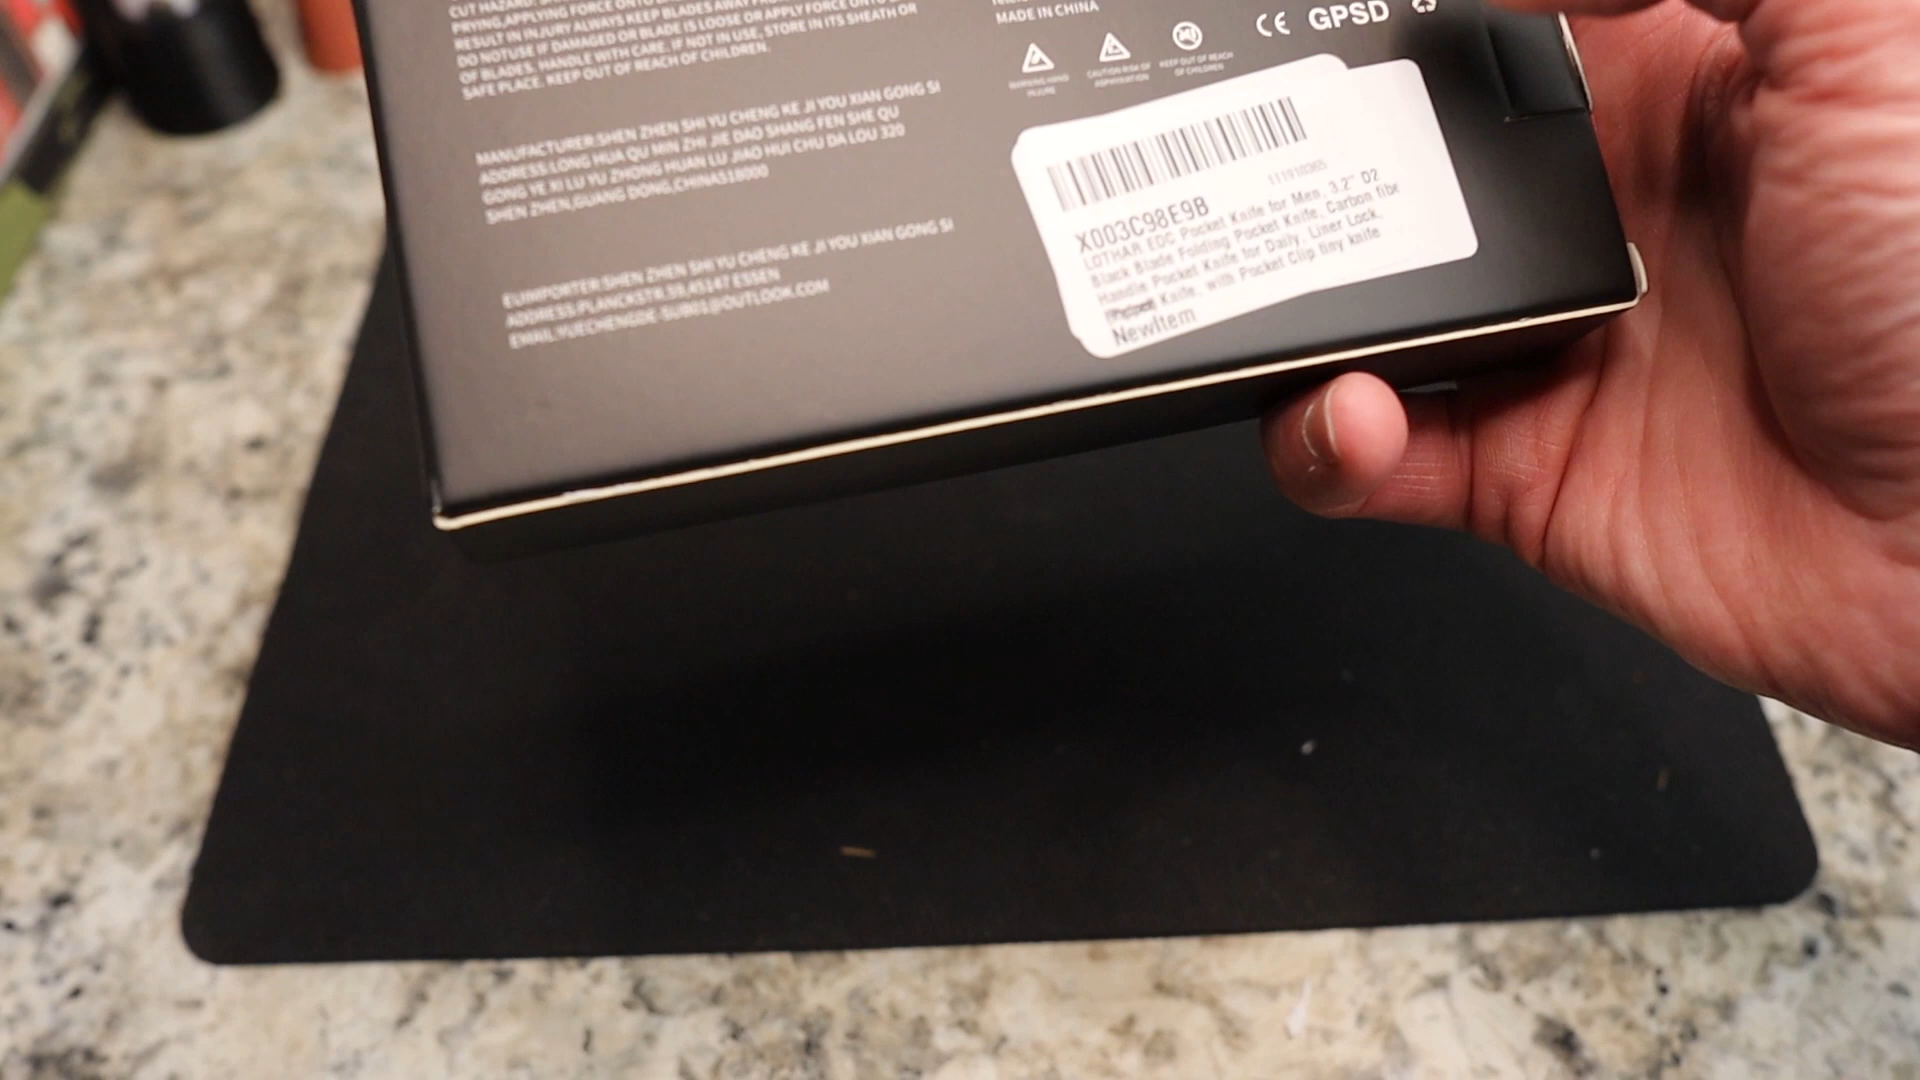 CUT HAZARD:
PRYING,APPLYING FORCE ONTO
RESULT IN INJURY ALWAYS KEEP BLADES AWAY FROM
DO NOTUSE IF DAMAGED OR BLADE IS LOOSE OR APPLY FORCE ONTO
OF BLADES. HANDLE WITH CARE. IF NOT IN USE, STORE IN ITS SHEATH OR
SAFE PLACE. KEEP OUT OF REACH OF CHILDREN.
MANUFACTURER:SHEN ZHEN SHI YU CHENG KE JI YOU XIAN GONG SI
ADDRESS:LONG HUA QU MIN ZHI JIE DAO SHANG FEN SHE QU
GONG YE XI LU YU ZHONG HUAN LU JIAO HUI CHU DA LOU 320
SHEN ZHEN,GUANG DONG,CHINA518000
EUIMPORTER:SHEN ZHEN SHI YU CHENG KE JI YOU XIAN GONG SI
ADDRESS:PLANCKSTR.59,45147 ESSEN
EMAIL:YUECHENGDE-SUB01@OUTLOOK.COM
MADE IN CHINA
CE GPSD
INJURE
CAUTION RISK OF
KEEP OUT OF REACH
OF CHILDREN
111910365
X003C98E9B
LOTHAR EDC Pocket Knife for Men, 3.2" D2
Black Blade Folding Pocket Knife, Carbon fibr
Handle Pocket Knife for Daily, Liner Lock,
Knife, with Pocket Clip tiny knife
NewItem